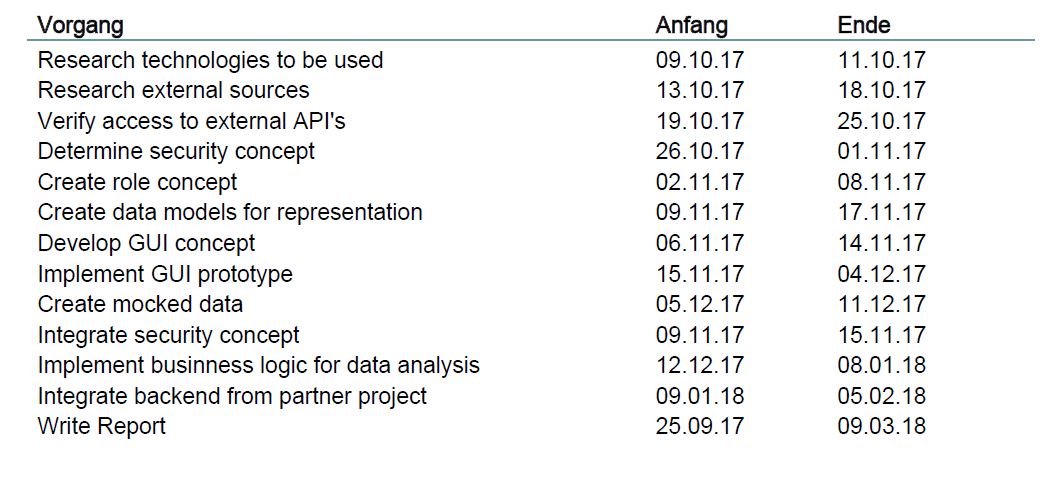 Vorgang Anfang Ende
Research technologies to be used 09.10.17 11.10.17
Research external sources 13.10.17 18.10.17
Verify access to external API's 19.10.17 25.10.17
Determine security concept 26.10.17 01.11.17
Create role concept 02.11.17 08.11.17
Create data models for representation 09.11.17 17.11.17
Develop GUI concept 06.11.17 14.11.17
Implement GUI prototype 15.11.17 04.12.17
Create mocked data 05.12.17 11.12.17
Integrate security concept 09.11.17 15.11.17
Implement businness logic for data analysis 12.12.17 08.01.18
Integrate backend from partner project 09.01.18 05.02.18
Write Report 25.09.17 09.03.18